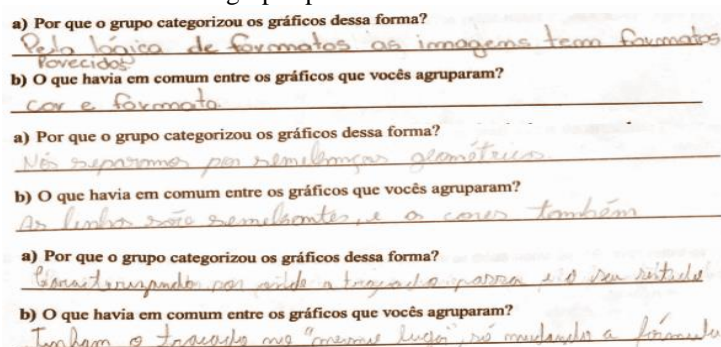 a) Por que o grupo categorizou os gráficos dessa forma?
Pela lógica de formatos as imagens tem formatos
Parecidos
b) O que havia em comum entre os gráficos que vocês agruparam?
cor e formato
a) Por que o grupo categorizou os gráficos dessa forma?
Nós separamos por semelhanças geométricas
b) O que havia em comum entre os gráficos que vocês agruparam?
As linhas são semelhantes, e a cores também
a) Por que o grupo categorizou os gráficos dessa forma?
Caracterizando por onde o traçado passa e o seu sentido
b) O que havia em comum entre os gráficos que vocês agruparam?
Tinham o traçado no "mesmo lugar", só mudando a fórmula